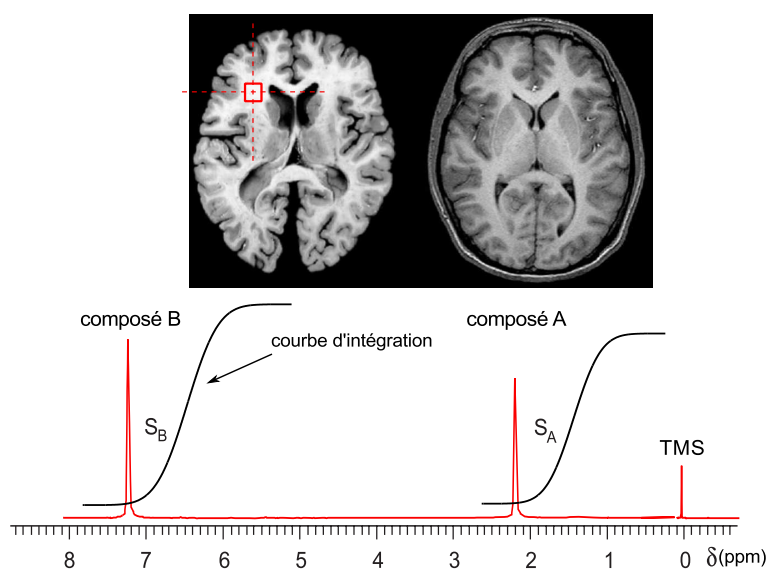 composé B
composé A
courbe d'intégration
S_B
S_A
TMS
8 7 6 5 4 3 2 1 0 δ(ppm)